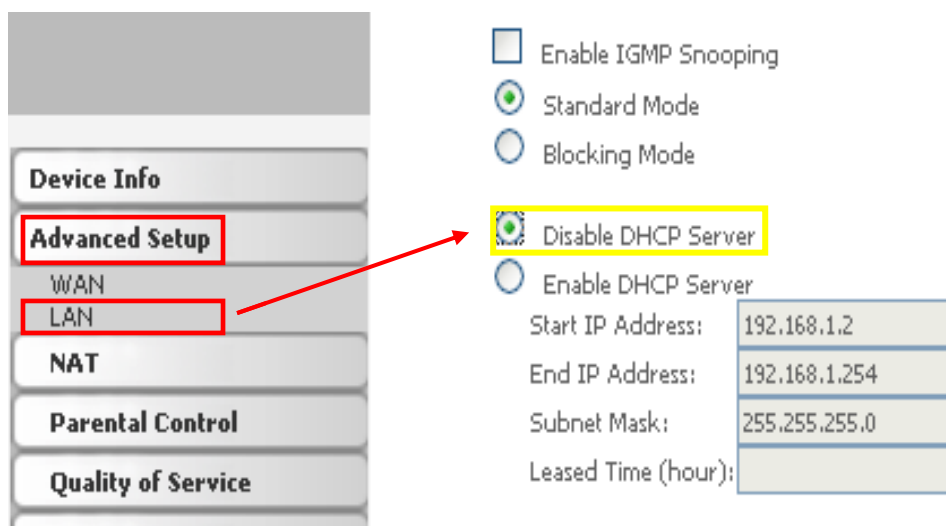 Device Info
Advanced Setup
WAN
LAN
NAT
Parental Control
Quality of Service
Enable IGMP Snooping
Standard Mode
Blocking Mode
Disable DHCP Server
Enable DHCP Server
Start IP Address: 192.168.1.2
End IP Address: 192.168.1.254
Subnet Mask: 255.255.255.0
Leased Time (hour):